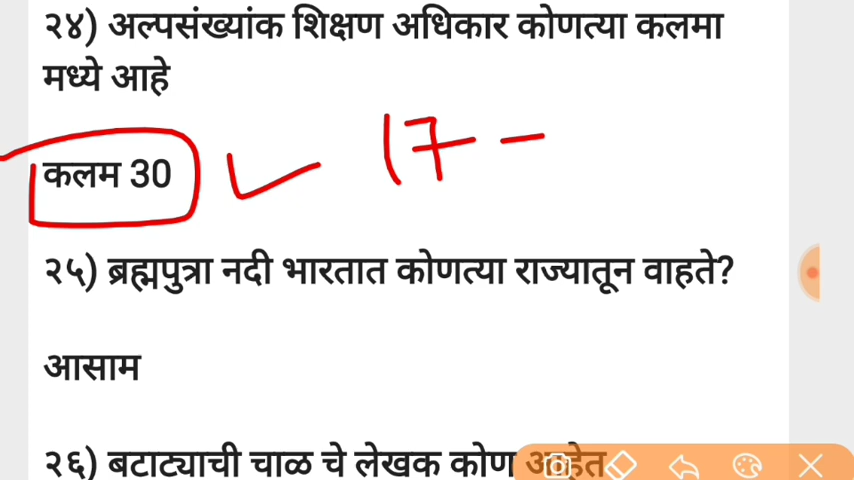 २४) अल्पसंख्यांक शिक्षण अधिकार कोणत्या कलमा
मध्ये आहे
17 -
कलम 30
२५) ब्रह्मपुत्रा नदी भारतात कोणत्या राज्यातून वाहते?
आसाम
२६) बटाट्याची चाळ चे लेखक कोण आहेत